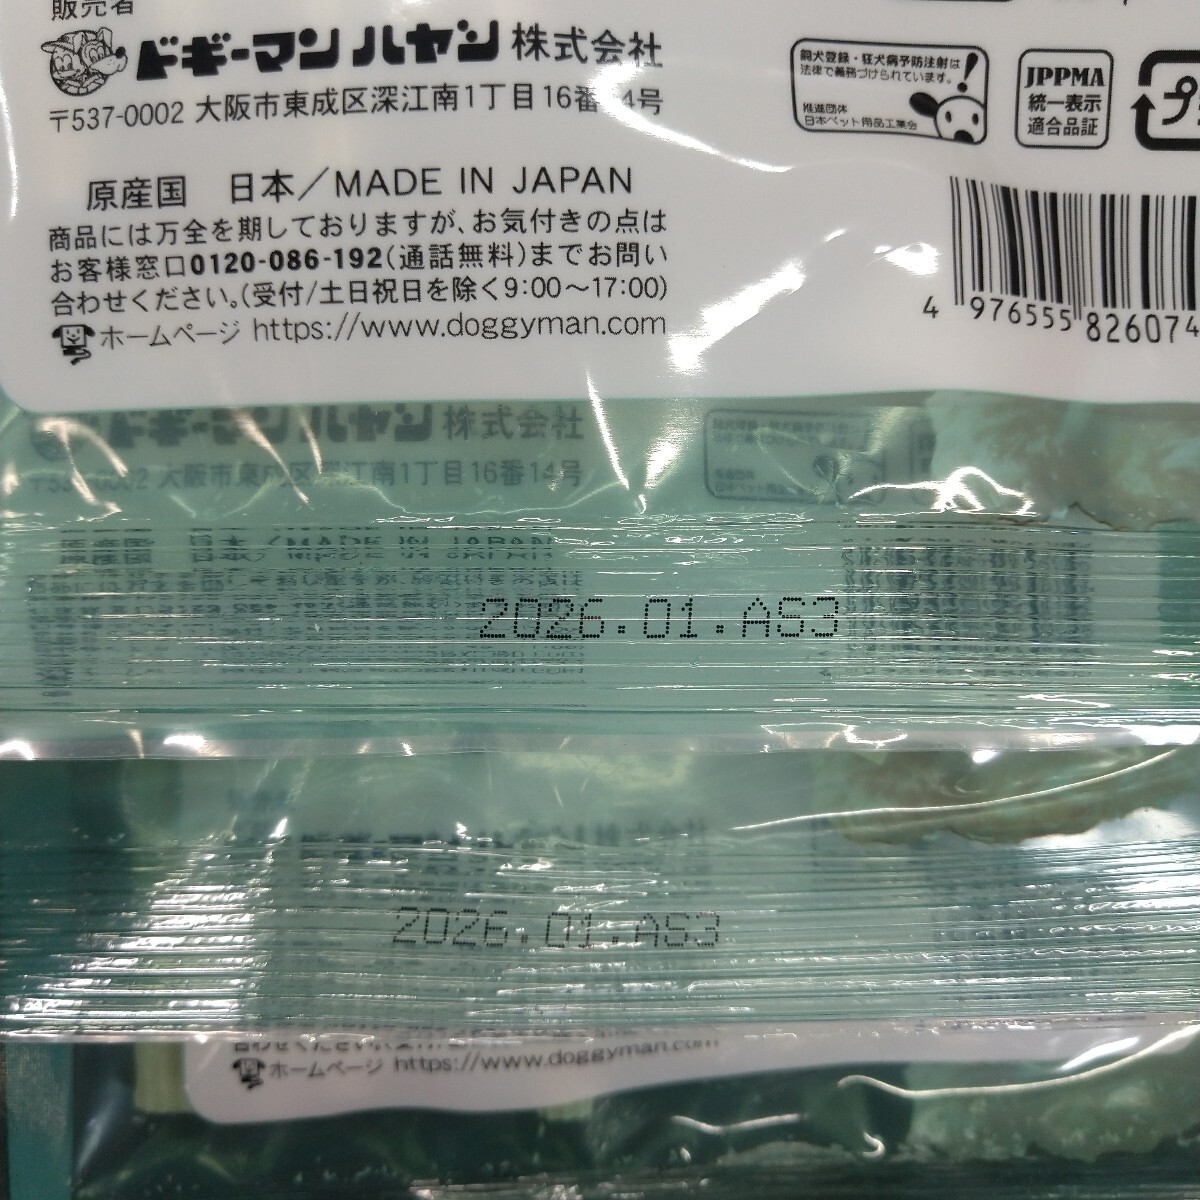 販売者
ドギーマンハヤシ 株式会社
〒537-0002 大阪市東成区深江南1丁目16番14号
飼犬登録・狂犬病予防注射は
法律で義務づけられています。
推進団体
日本ペット用品工業会
JPPMA
統一表示
適合品証
プ
原産国 日本/MADE IN JAPAN
商品には万全を期しておりますが、お気付きの点は
お客様窓口0120-086-192(通話無料)までお問い
合わせください。(受付/土日祝日を除く9:00〜17:00)
ホームページ https://www.doggyman.com
4 976555 826074
ドギーマンハヤシ 株式会社
大阪市東成区深江南1丁目16番14号
2026.01.AS3
2026.01.AS3
ホームページ https://www.doggyman.com